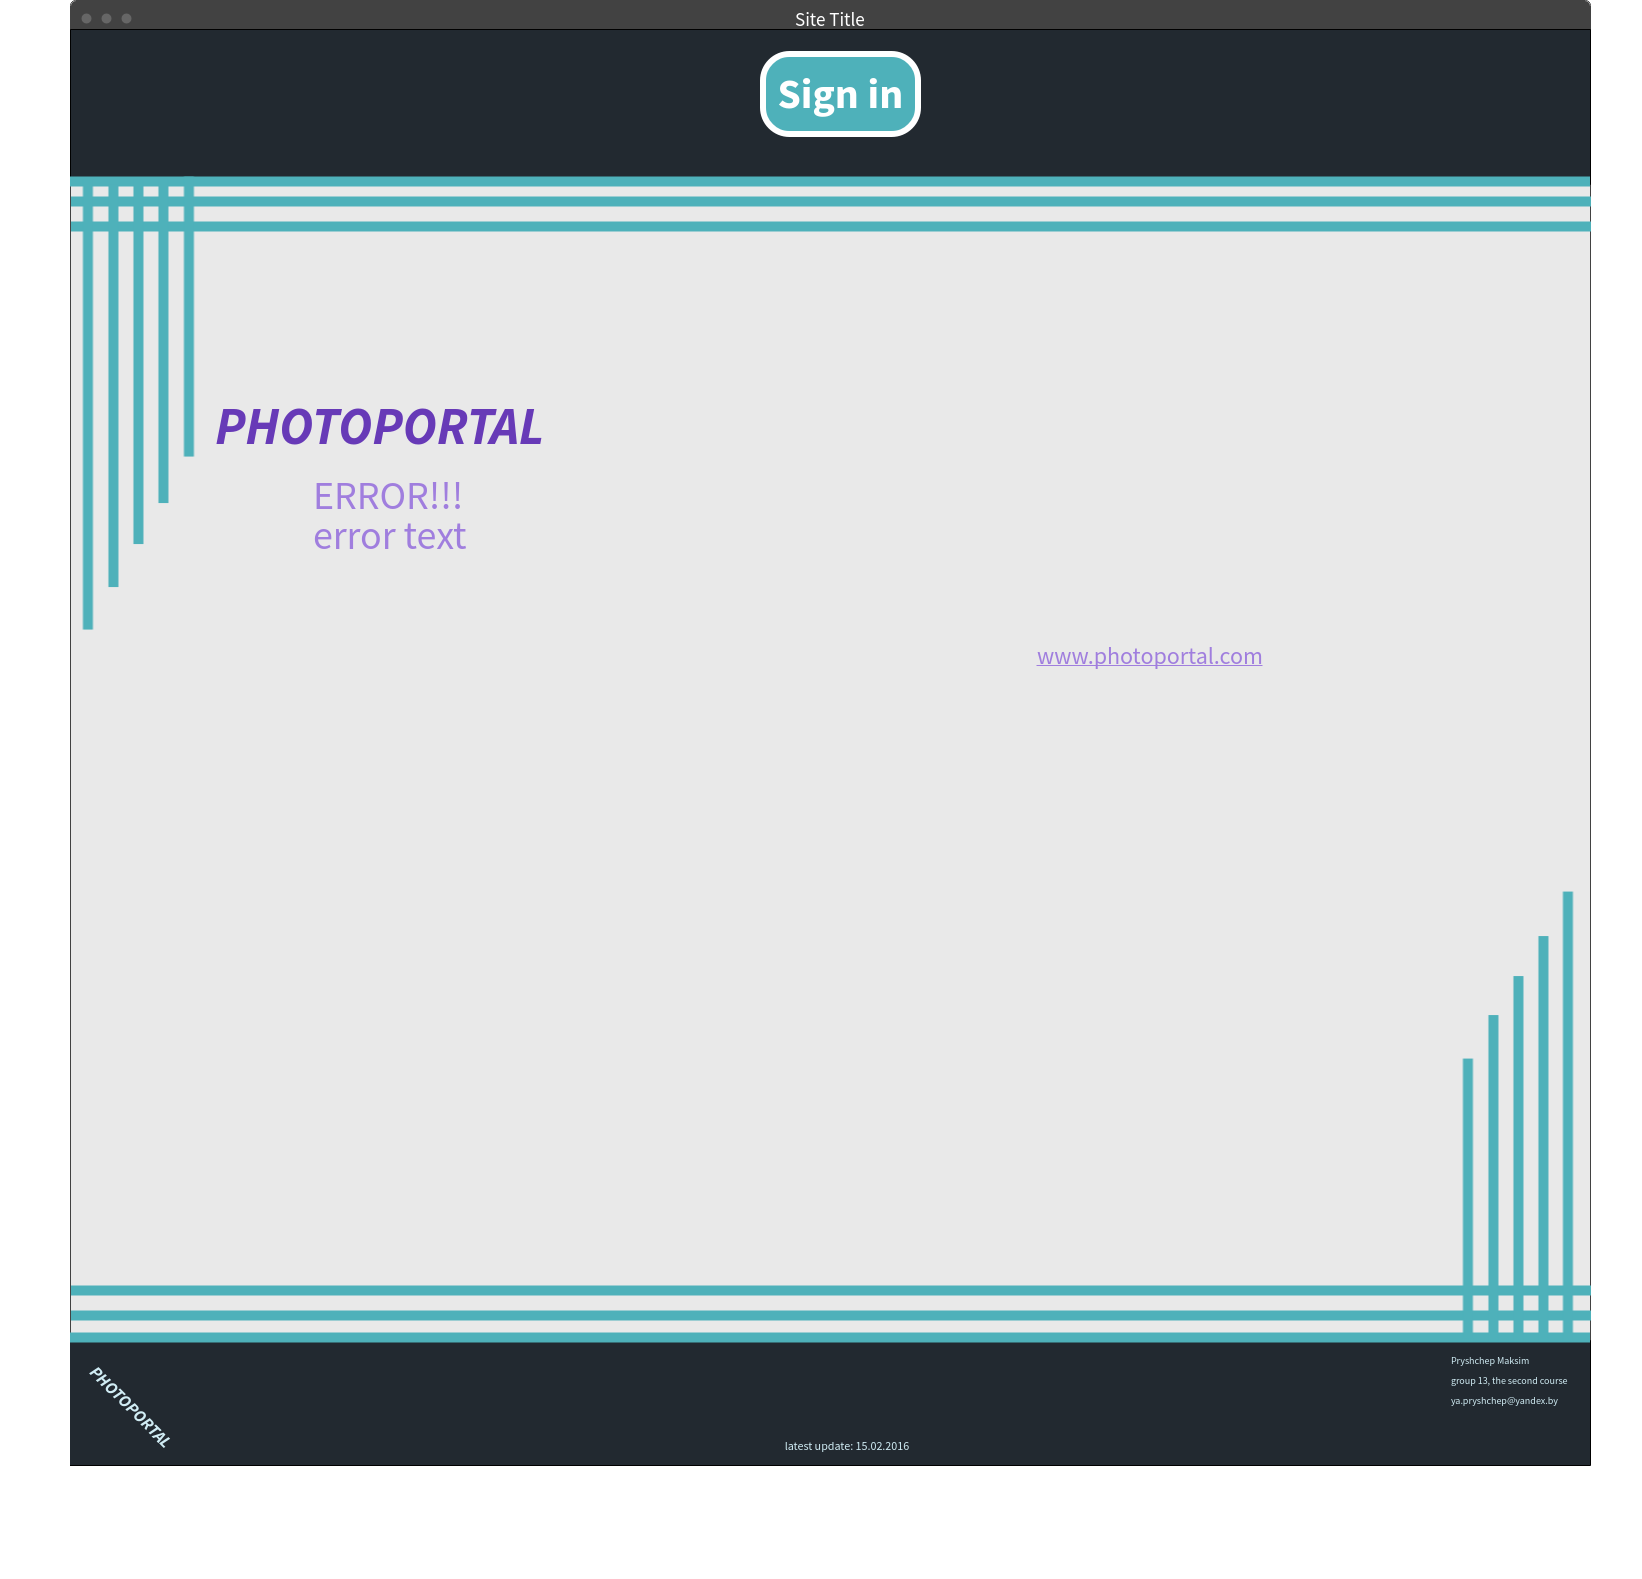 Site Title
Sign in
PHOTOPORTAL
ERROR!!!
error text
www.photoportal.com
PHOTOPORTAL
Pryshchep Maksim
group 13, the second course
ya.pryshchep@yandex.by
latest update: 15.02.2016